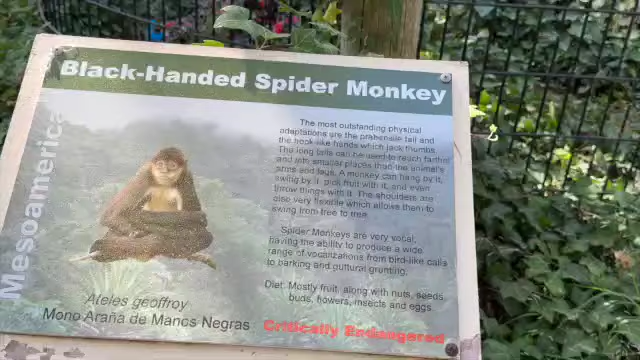 Black-Handed Spider Monkey
Mesoamerica
The most outstanding physical
adaptations are the prehensile tail and
the hook-like hands which lack thumbs.
The long tails can be used to reach farther
and into smaller places than the animal's
arms and legs. A monkey can hang by it,
swing by it, pick fruit with it, and even
throw things with it. The shoulders are
also very flexible which allows them to
swing from tree to tree.
Spider Monkeys are very vocal,
having the ability to produce a wide
range of vocalizations from bird-like calls
to barking and guttural grunting.
Diet: Mostly fruit, along with nuts, seeds,
buds, flowers, insects and eggs.
Ateles geoffroy
Mono Araña de Manos Negras
Critically Endangered